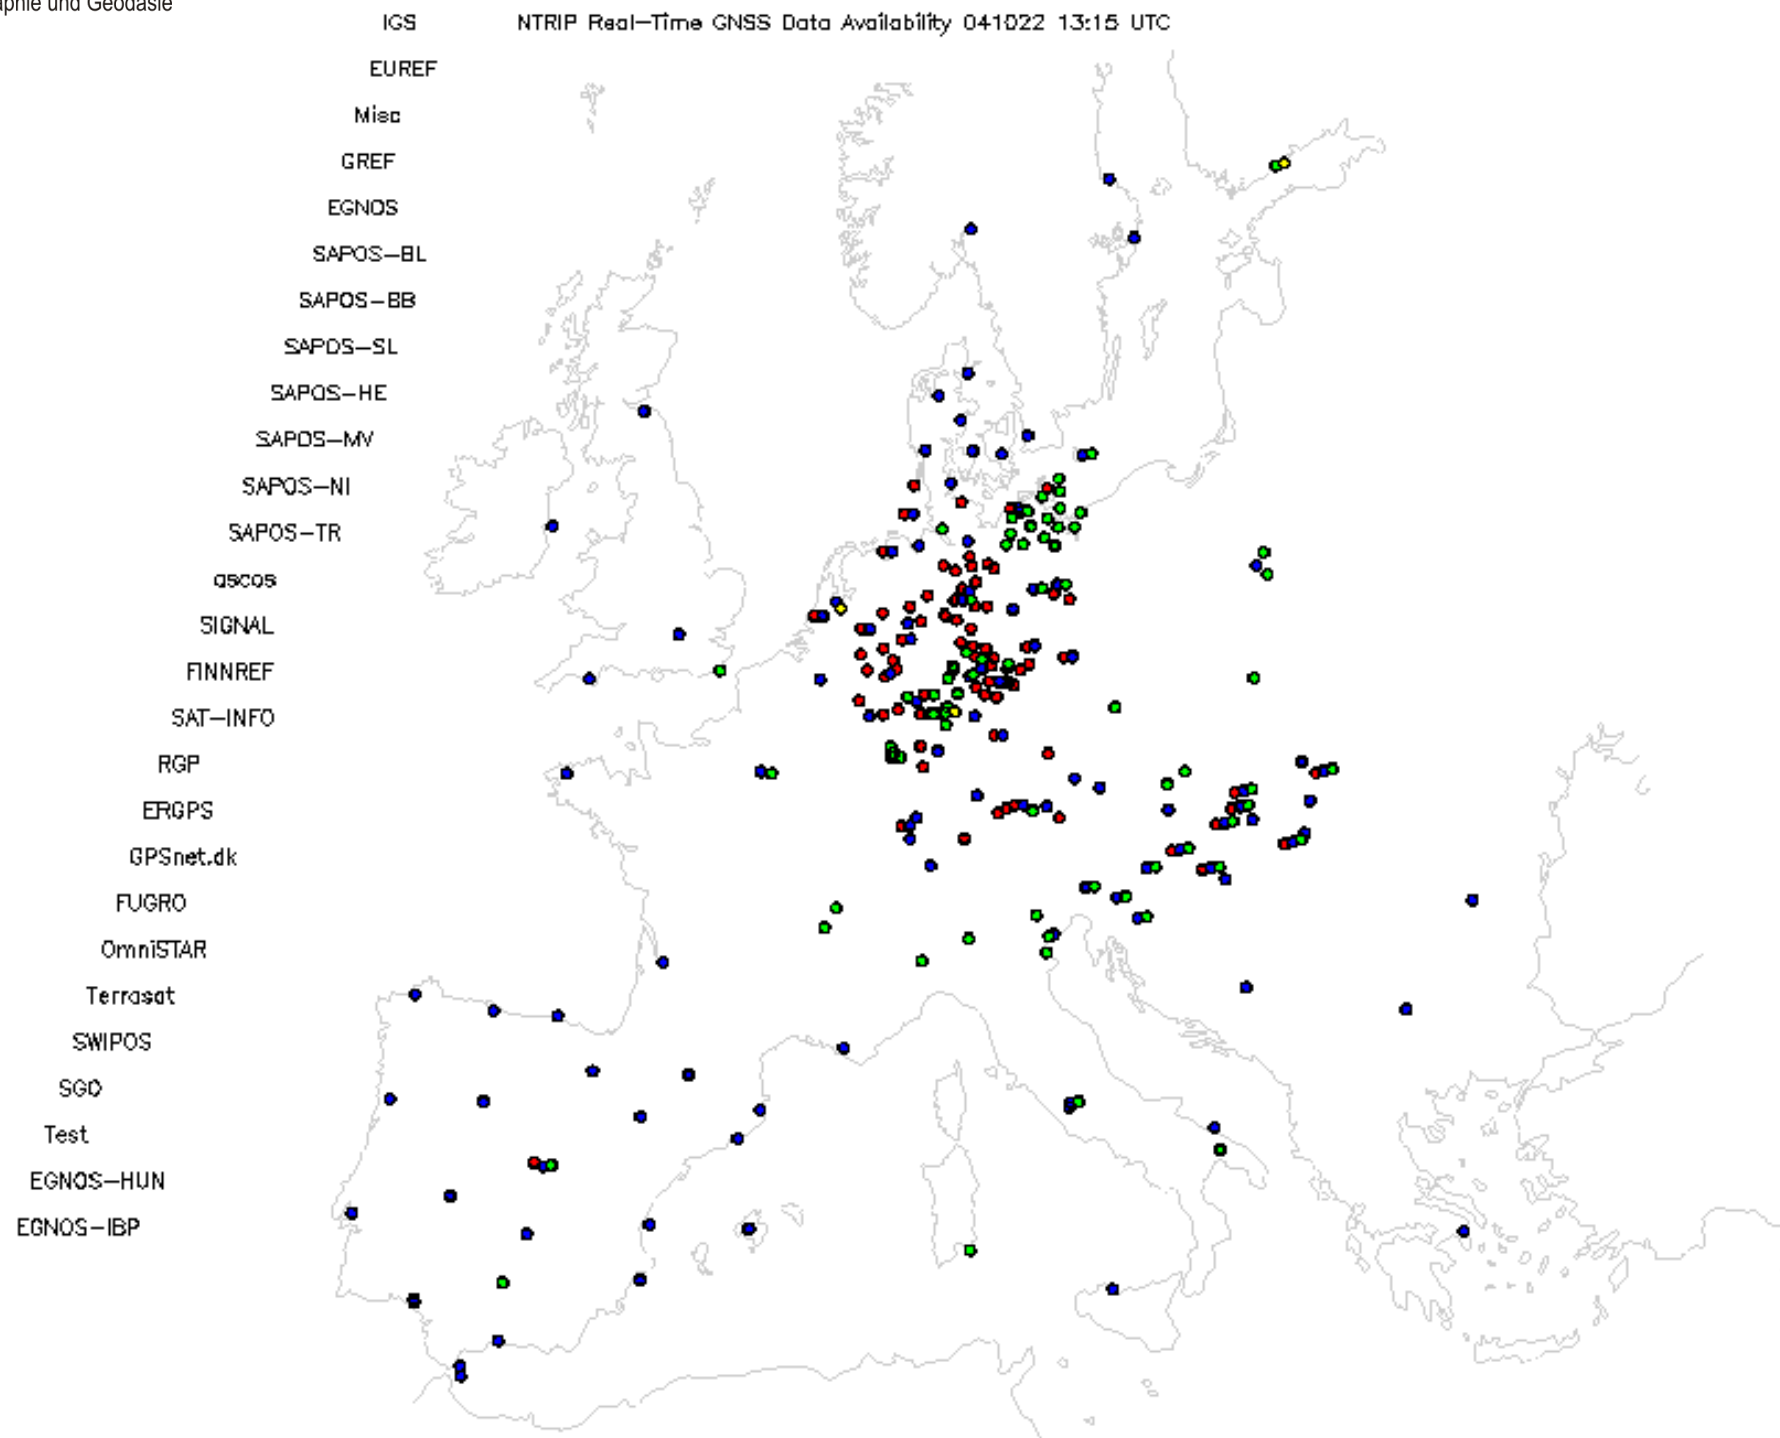 und Geodäsie
IGS NTRIP Real-Time GNSS Data Availability 041022 13:15 UTC
EUREF
Misc
GREF
EGNOS
SAPOS-BL
SAPOS-BB
SAPOS-SL
SAPOS-HE
SAPOS-MV
SAPOS-NI
SAPOS-TR
ascos
SIGNAL
FINNREF
SAT-INFO
RGP
ERGPS
GPSnet.dk
FUGRO
OmniSTAR
Terrasat
SWIPOS
SGO
Test
EGNOS-HUN
EGNOS-IBP